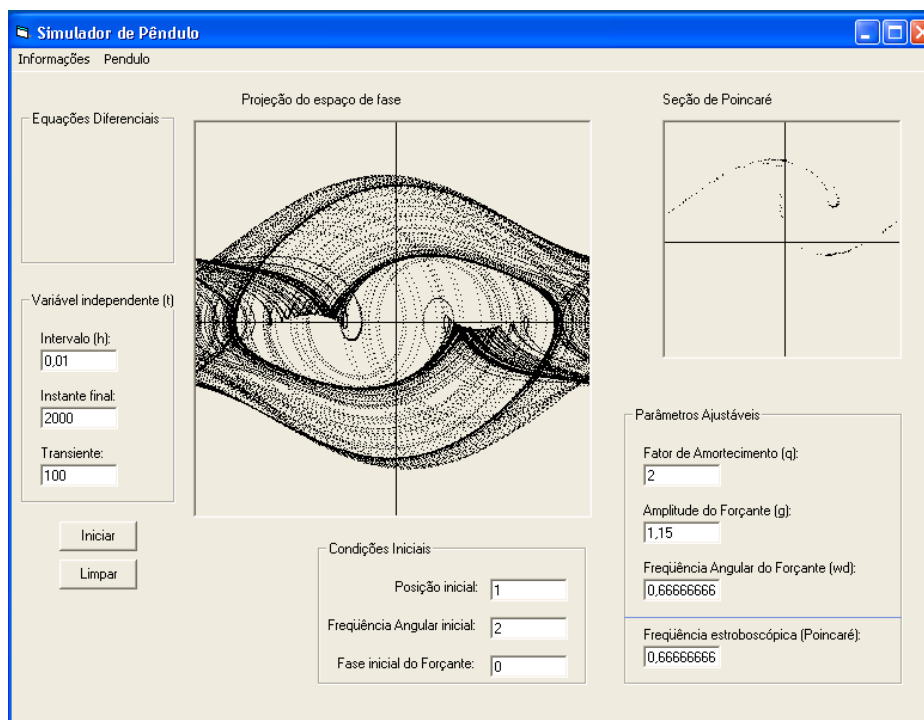 Simulador de Pêndulo
Informações Pendulo
Projeção do espaço de fase
Seção de Poincaré
Equações Diferenciais
Variável independente (t)
Intervalo (h):
0,01
Instante final:
2000
Transiente:
100
Iniciar
Limpar
Condições Iniciais
Posição inicial:
1
Freqüência Angular inicial:
2
Fase inicial do Forçante:
0
Parâmetros Ajustáveis
Fator de Amortecimento (q):
2
Amplitude do Forçante (g):
1,15
Freqüência Angular do Forçante (wd):
0,66666666
Freqüência estroboscópica (Poincaré):
0,66666666